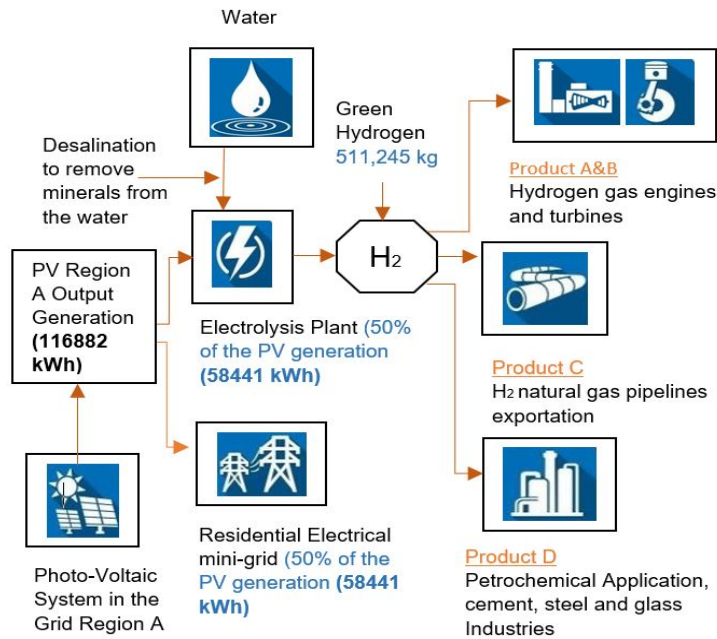 Water
Desalination
to remove
minerals from
the water
Green
Hydrogen
511,245 kg
H2
Product A&B
Hydrogen gas engines
and turbines
PV Region
A Output
Generation
(116882
kWh)
Electrolysis Plant (50%
of the PV generation
(58441 kWh)
Product C
H2 natural gas pipelines
exportation
Residential Electrical
mini-grid (50% of the
PV generation (58441
kWh)
Photo-Voltaic
System in the
Grid Region A
Product D
Petrochemical Application,
cement, steel and glass
Industries